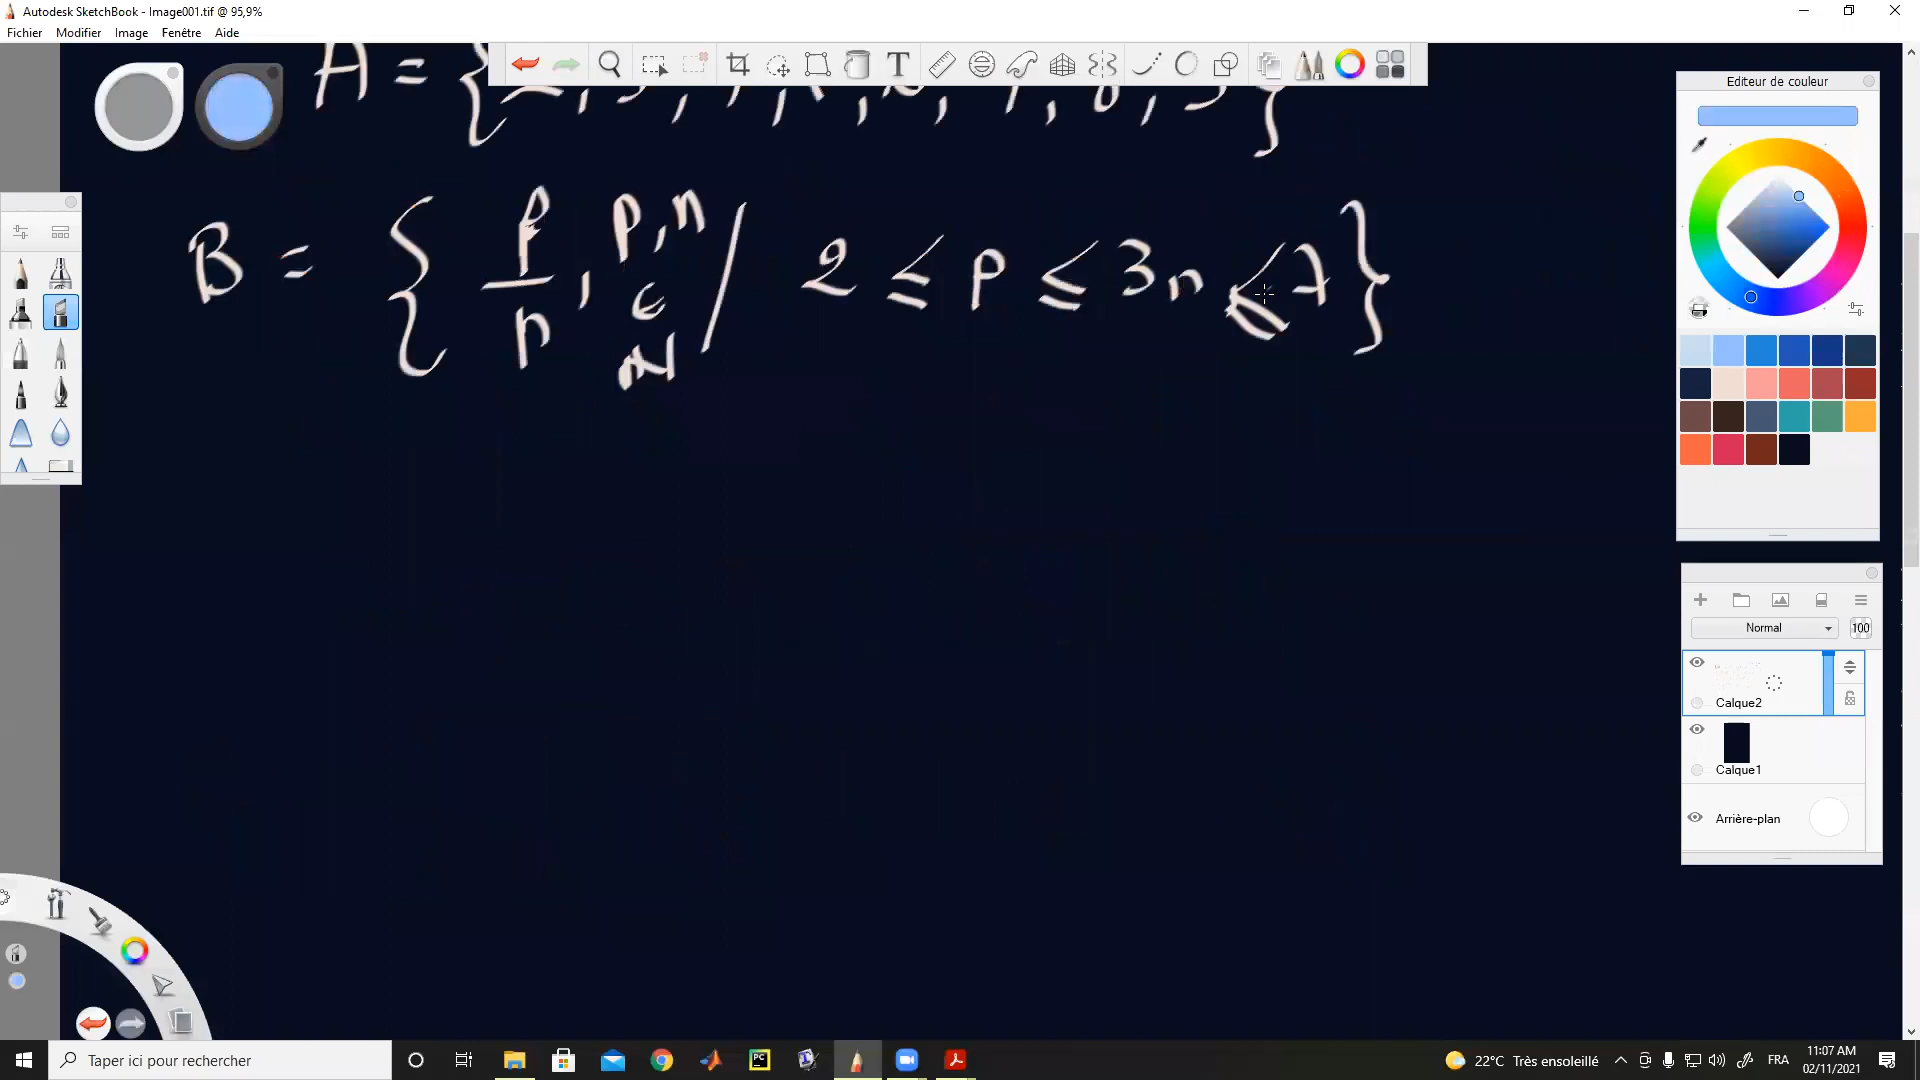 Autodesk SketchBook - Image001.tif @ 95,9%
Fichier Modifier Image Fenêtre Aide
A = {
B = { p/n , p,n ∈ ℕ / 2 ≤ p ≤ 3n ≤ 7 }
Editeur de couleur
Normal 100
Calque2
Calque1
Arrière-plan
Taper ici pour rechercher
22°C Très ensoleillé
FRA
11:07 AM
02/11/2021